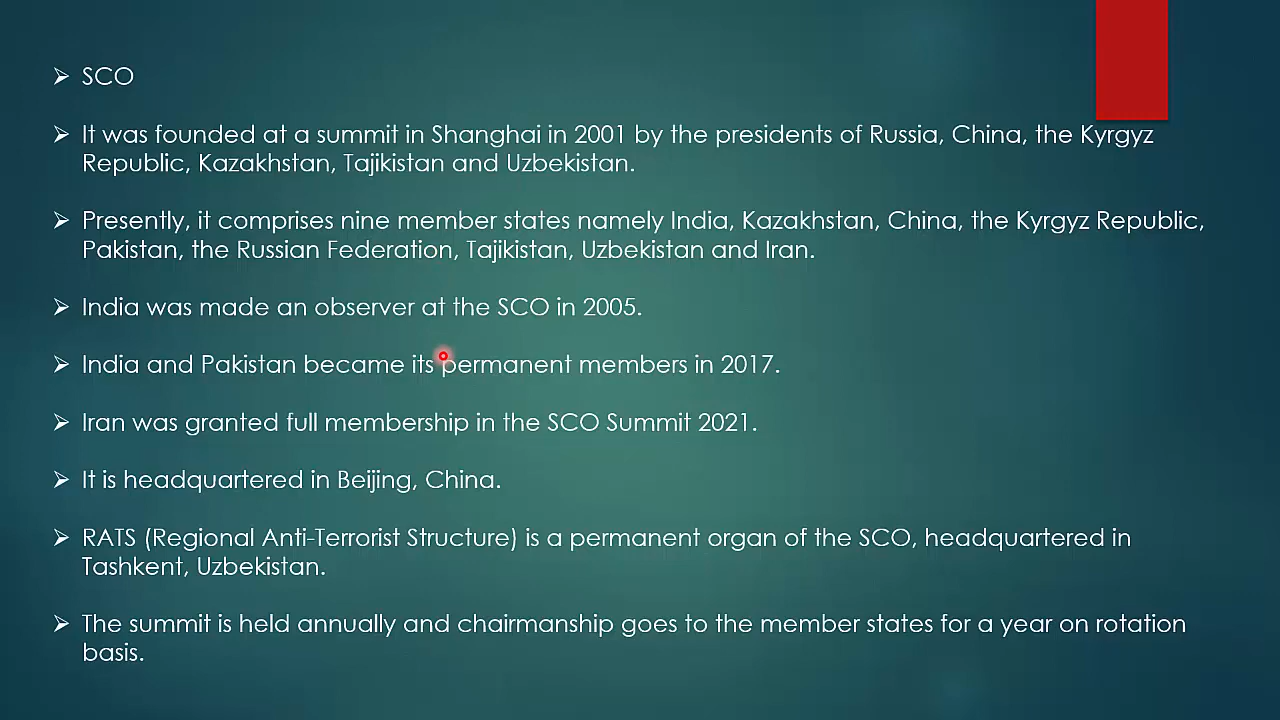 ➢ SCO
➢ It was founded at a summit in Shanghai in 2001 by the presidents of Russia, China, the Kyrgyz
Republic, Kazakhstan, Tajikistan and Uzbekistan.
➢ Presently, it comprises nine member states namely India, Kazakhstan, China, the Kyrgyz Republic,
Pakistan, the Russian Federation, Tajikistan, Uzbekistan and Iran.
➢ India was made an observer at the SCO in 2005.
➢ India and Pakistan became its permanent members in 2017.
➢ Iran was granted full membership in the SCO Summit 2021.
➢ It is headquartered in Beijing, China.
➢ RATS (Regional Anti-Terrorist Structure) is a permanent organ of the SCO, headquartered in
Tashkent, Uzbekistan.
➢ The summit is held annually and chairmanship goes to the member states for a year on rotation
basis.